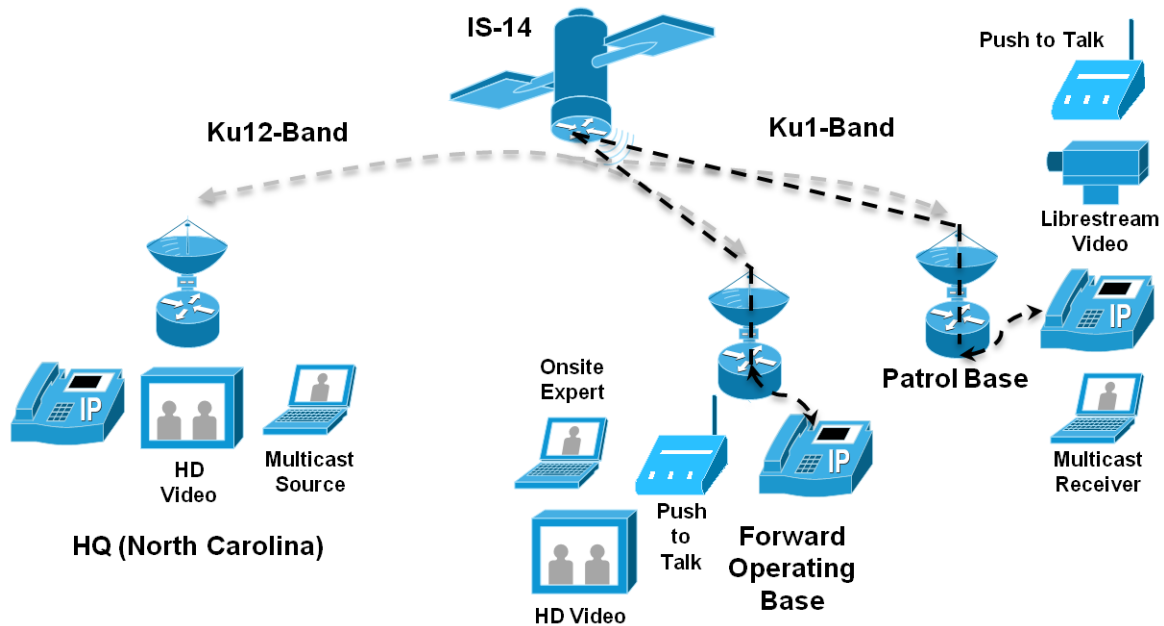 IS-14
Push to Talk
Ku12-Band
Ku1-Band
Librestream
Video
IP
Patrol Base
Onsite
Expert
IP
IP
HD
Video
Multicast
Source
Multicast
Receiver
HQ (North Carolina)
Push
to
Talk
Forward
Operating
Base
HD Video